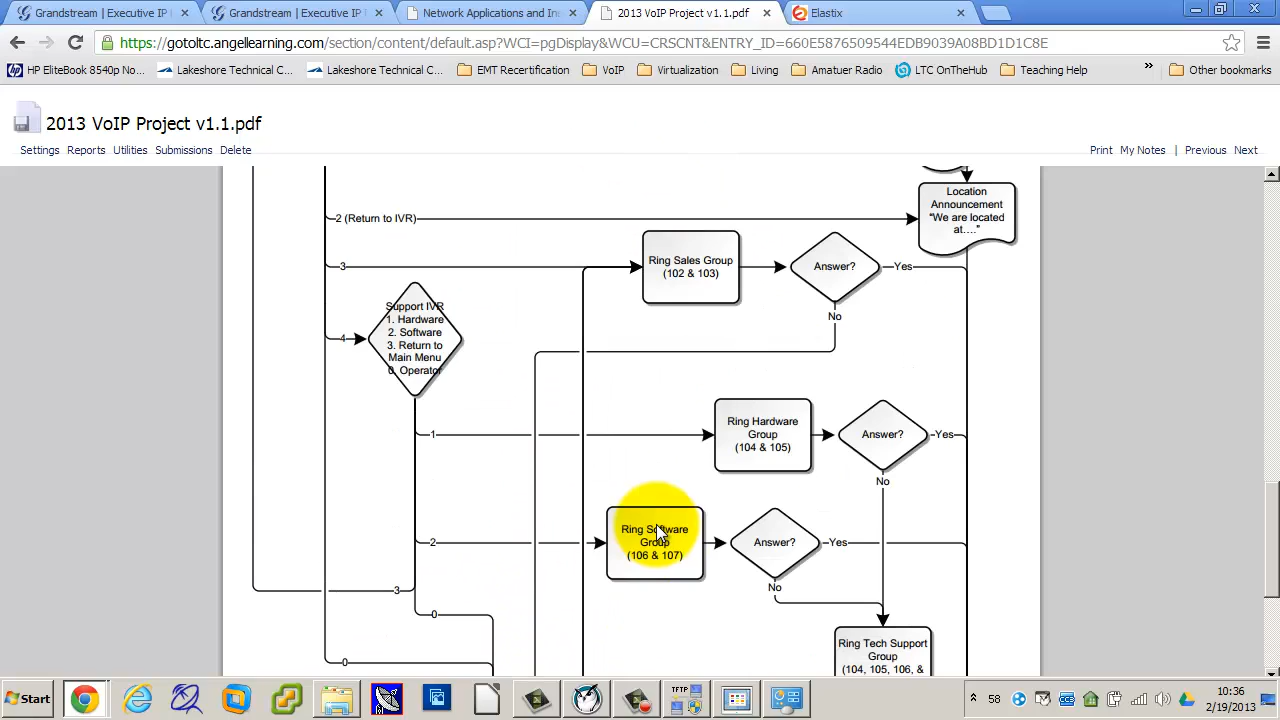 Grandstream | Executive IP
Grandstream | Executive IP
Network Applications and In
2013 VoIP Project v1.1.pdf
Elastix
https://gotoltc.angellearning.com/section/content/default.asp?WCI=pgDisplay&WCU=CRSCNT&ENTRY_ID=660E5876509544EDB9039A08BD1D1C8E
HP EliteBook 8540p No...
Lakeshore Technical C...
Lakeshore Technical C...
EMT Recertification
VoIP
Virtualization
Living
Amatuer Radio
LTC OnTheHub
Teaching Help
»
Other bookmarks
2013 VoIP Project v1.1.pdf
Settings Reports Utilities Submissions Delete
Print My Notes | Previous Next
Location
Announcement
“We are located
at....”
2 (Return to IVR)
Ring Sales Group
(102 & 103)
Answer?
Yes
3
No
Support IVR
1. Hardware
2. Software
3. Return to
Main Menu
0. Operator
4
1
Ring Hardware
Group
(104 & 105)
Answer?
Yes
No
2
Ring Software
Group
(106 & 107)
Answer?
Yes
No
3
0
Ring Tech Support
Group
(104, 105, 106, &
0
Start
TFTP
58
10:36
2/19/2013